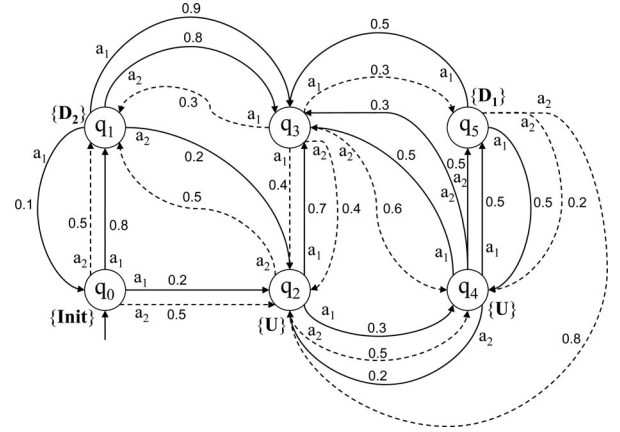 0.9
0.5
a₁
0.8
a₁
a₂
a₁
0.3
{D₂}
0.3
{D₁}
a₂
0.3
q₁
q₃
q₅
a₂
a₁
a₂
a₁
a₁
a₂
a₂
a₁
0.2
0.5
0.5
a₂
0.4
a₂
0.1
0.5
0.8
0.5
0.7
0.4
0.6
0.5
0.5
0.2
a₂
a₁
a₂
a₁
a₁
a₁
q₀
a₁
0.2
q₂
q₄
{Init}
a₂
0.5
{U}
a₁
0.3
{U}
a₂
0.5
a₂
0.8
0.2